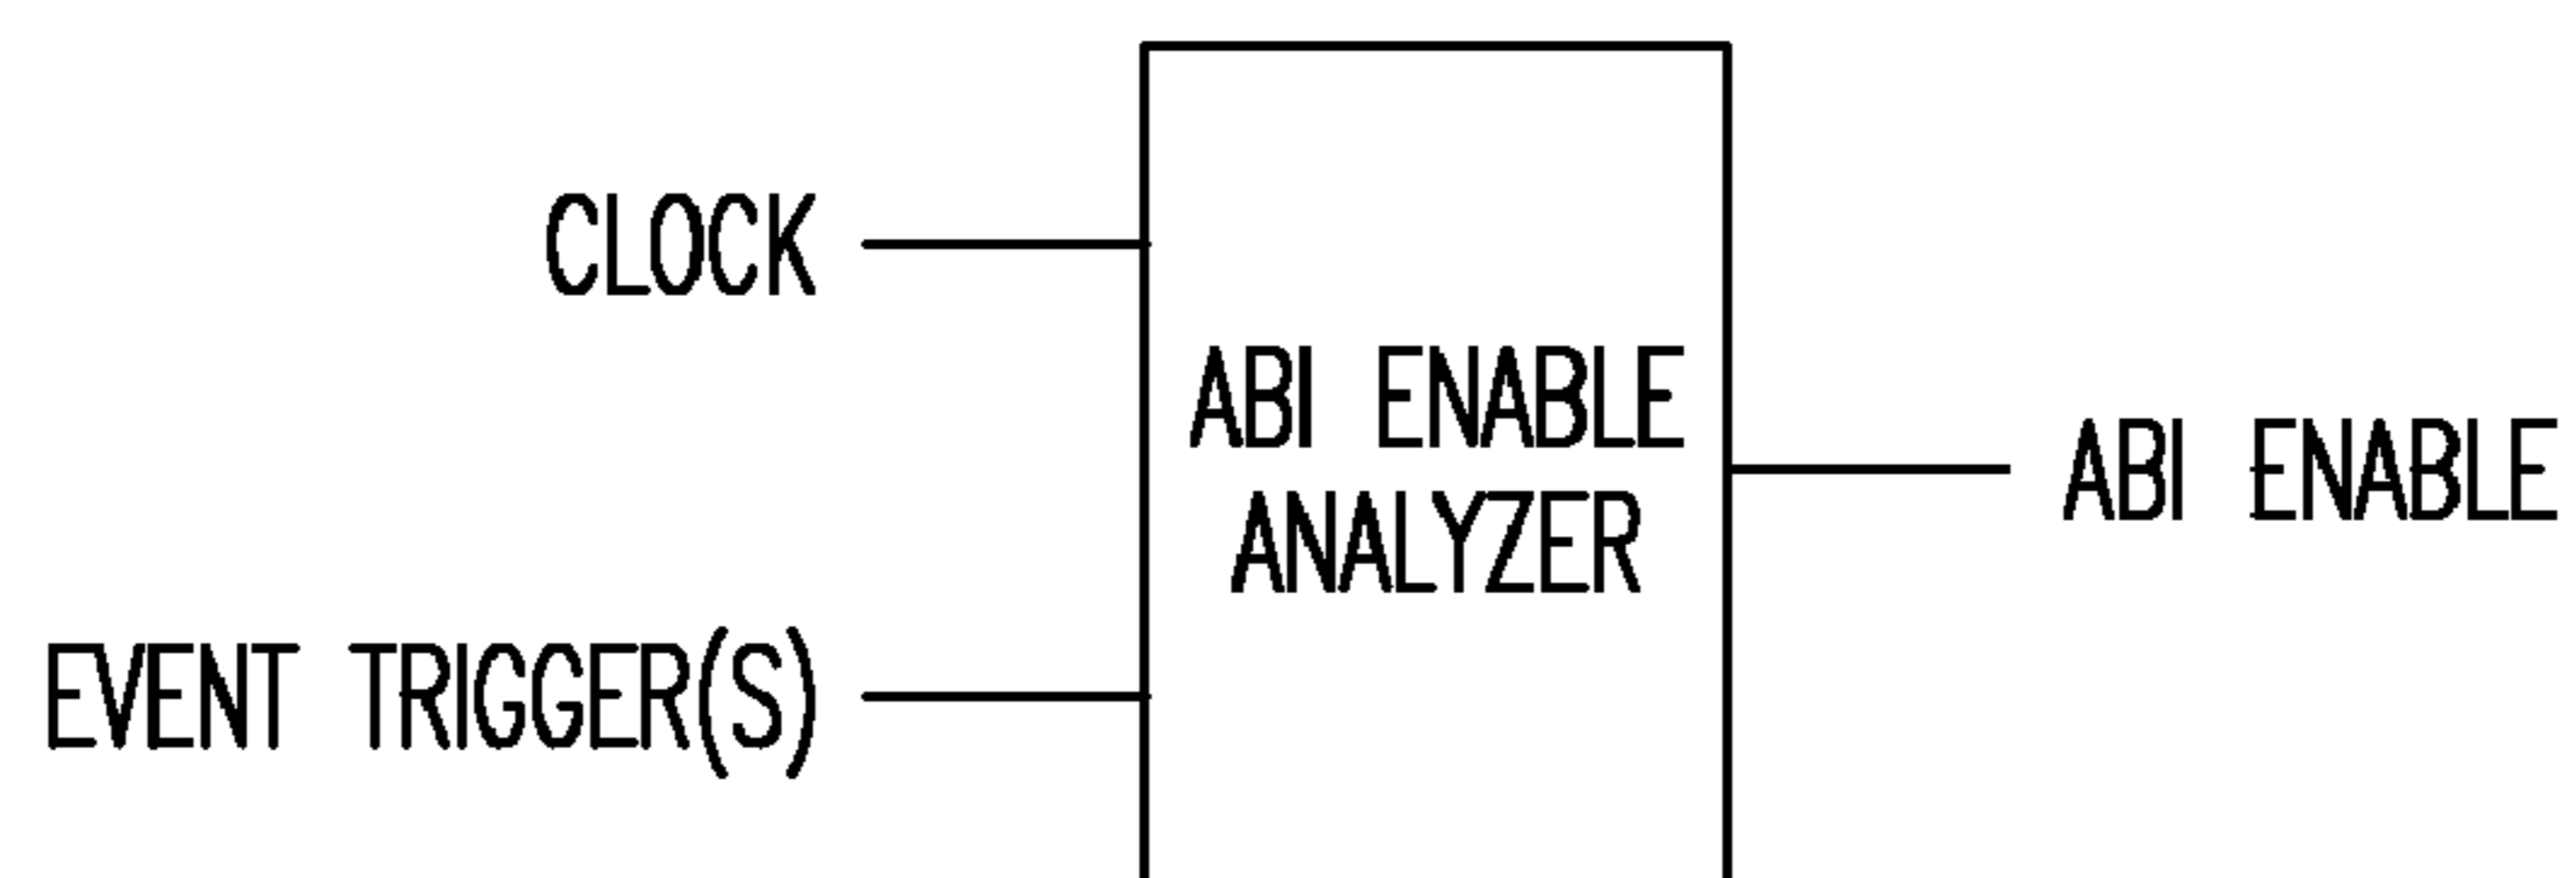 CLOCK
ABI ENABLE
ANALYZER
ABI ENABLE
EVENT TRIGGER(S)